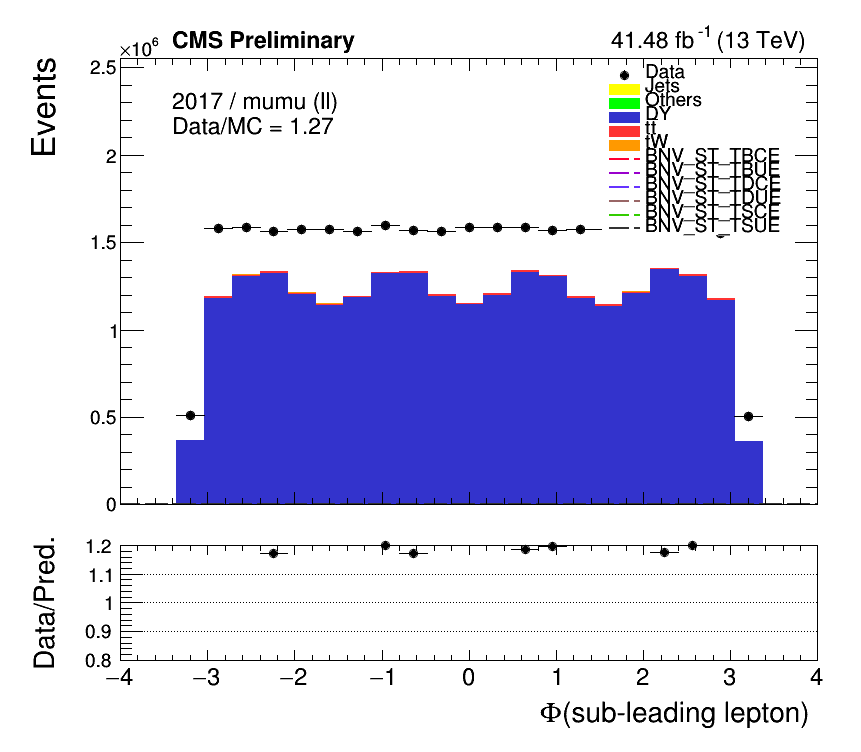 ×10⁶ CMS Preliminary 41.48 fb⁻¹ (13 TeV)
Events
2.5
2
1.5
1
0.5
0
2017 / mumu (ll)
Data/MC = 1.27
Data
Jets
Others
DY
tt
tW
BNV_ST_TBCE
BNV_ST_TBUE
BNV_ST_TDCE
BNV_ST_TDUE
BNV_ST_TSCE
BNV_ST_TSUE
Data/Pred.
1.2
1.1
1
0.9
0.8
−4 −3 −2 −1 0 1 2 3 4
Φ(sub-leading lepton)